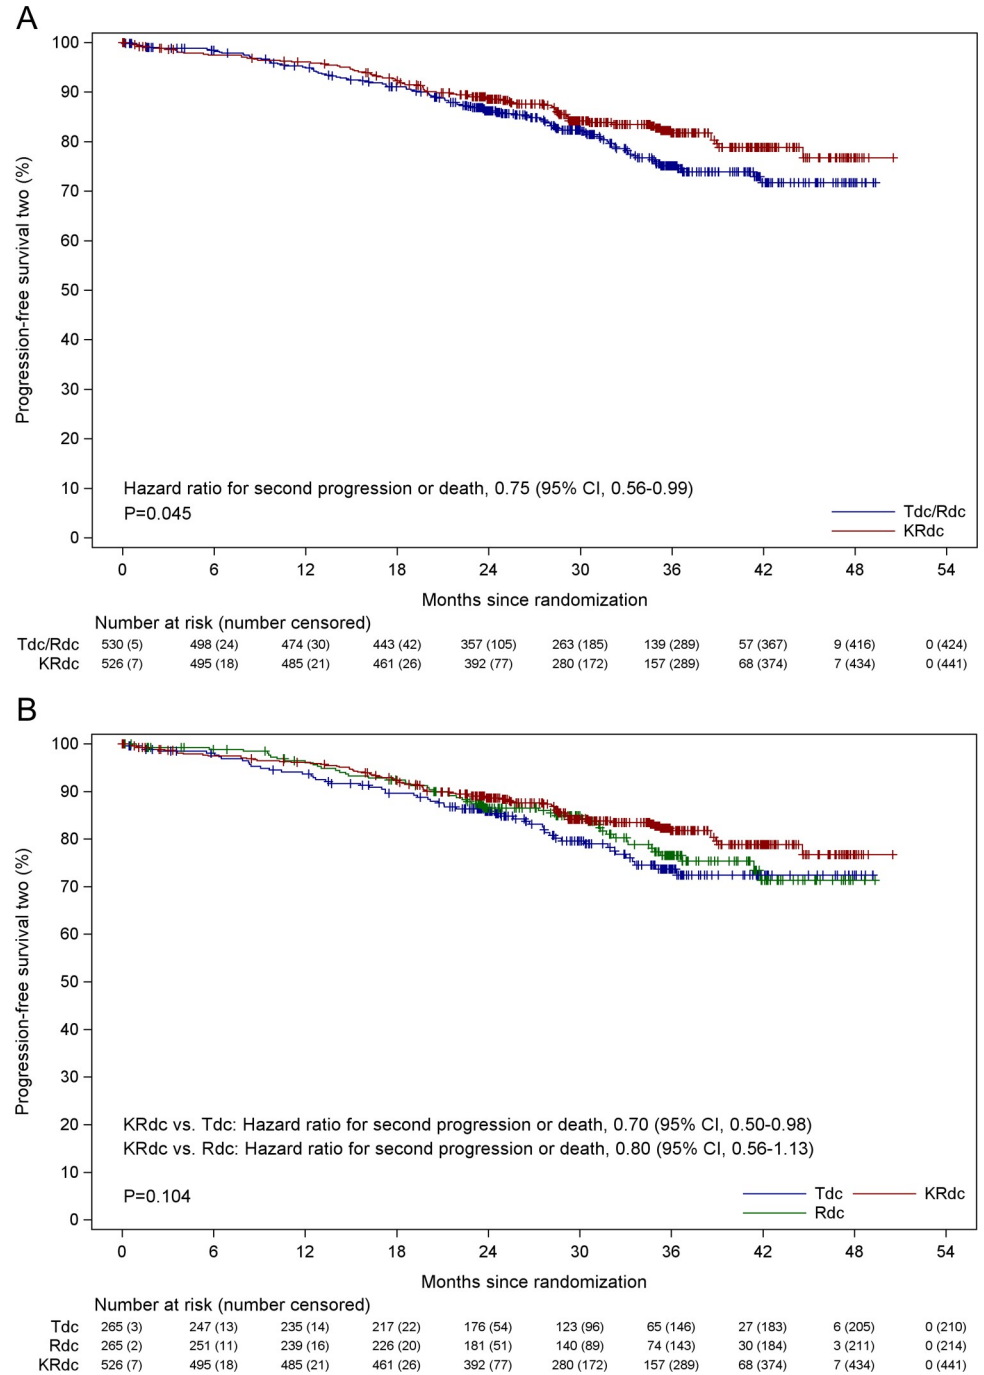 A
Progression-free survival two (%)
100
90
80
70
60
50
40
30
20
10
0
Hazard ratio for second progression or death, 0.75 (95% CI, 0.56-0.99)
P=0.045
Tdc/Rdc
KRdc
0 6 12 18 24 30 36 42 48 54
Months since randomization
Number at risk (number censored)
Tdc/Rdc 530 (5) 498 (24) 474 (30) 443 (42) 357 (105) 263 (185) 139 (289) 57 (367) 9 (416) 0 (424)
KRdc 526 (7) 495 (18) 485 (21) 461 (26) 392 (77) 280 (172) 157 (289) 68 (374) 7 (434) 0 (441)
B
Progression-free survival two (%)
100
90
80
70
60
50
40
30
20
10
0
KRdc vs. Tdc: Hazard ratio for second progression or death, 0.70 (95% CI, 0.50-0.98)
KRdc vs. Rdc: Hazard ratio for second progression or death, 0.80 (95% CI, 0.56-1.13)
P=0.104
Tdc KRdc
Rdc
0 6 12 18 24 30 36 42 48 54
Months since randomization
Number at risk (number censored)
Tdc 265 (3) 247 (13) 235 (14) 217 (22) 176 (54) 123 (96) 65 (146) 27 (183) 6 (205) 0 (210)
Rdc 265 (2) 251 (11) 239 (16) 226 (20) 181 (51) 140 (89) 74 (143) 30 (184) 3 (211) 0 (214)
KRdc 526 (7) 495 (18) 485 (21) 461 (26) 392 (77) 280 (172) 157 (289) 68 (374) 7 (434) 0 (441)